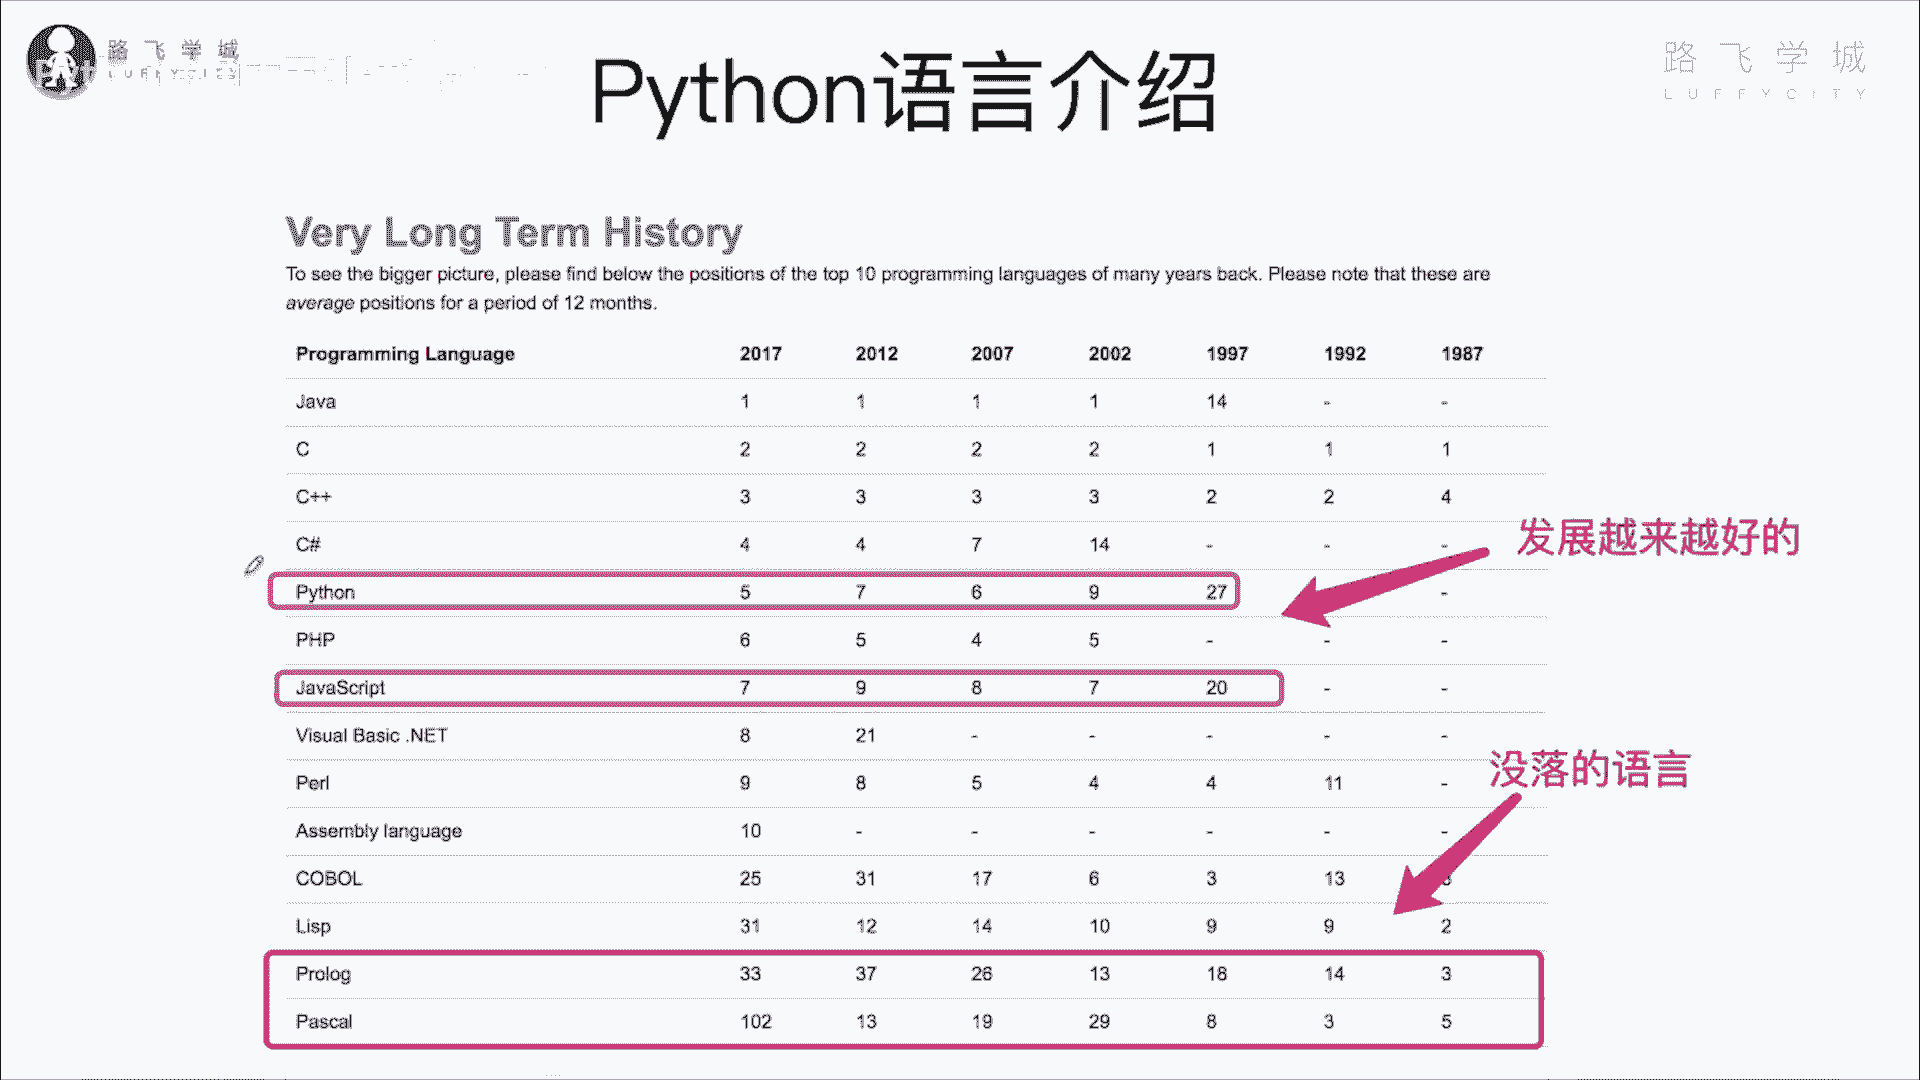 路飞学城
LUFFYCITY
Python语言介绍
路飞学城
LUFFYCITY
Very Long Term History
To see the bigger picture, please find below the positions of the top 10 programming languages of many years back. Please note that these are
average positions for a period of 12 months.
Programming Language 2017 2012 2007 2002 1997 1992 1987
Java 1 1 1 1 14 - -
C 2 2 2 2 1 1 1
C++ 3 3 3 3 2 2 4
C# 4 4 7 14 - - -
发展越来越好的
Python 5 7 6 9 27 -
PHP 6 5 4 5 - - -
JavaScript 7 9 8 7 20 - -
Visual Basic .NET 8 21 - - - - -
没落的语言
Perl 9 8 5 4 4 11 -
Assembly language 10 - - - - - -
COBOL 25 31 17 6 3 13
Lisp 31 12 14 10 9 9 2
Prolog 33 37 26 13 18 14 3
Pascal 102 13 19 29 8 3 5